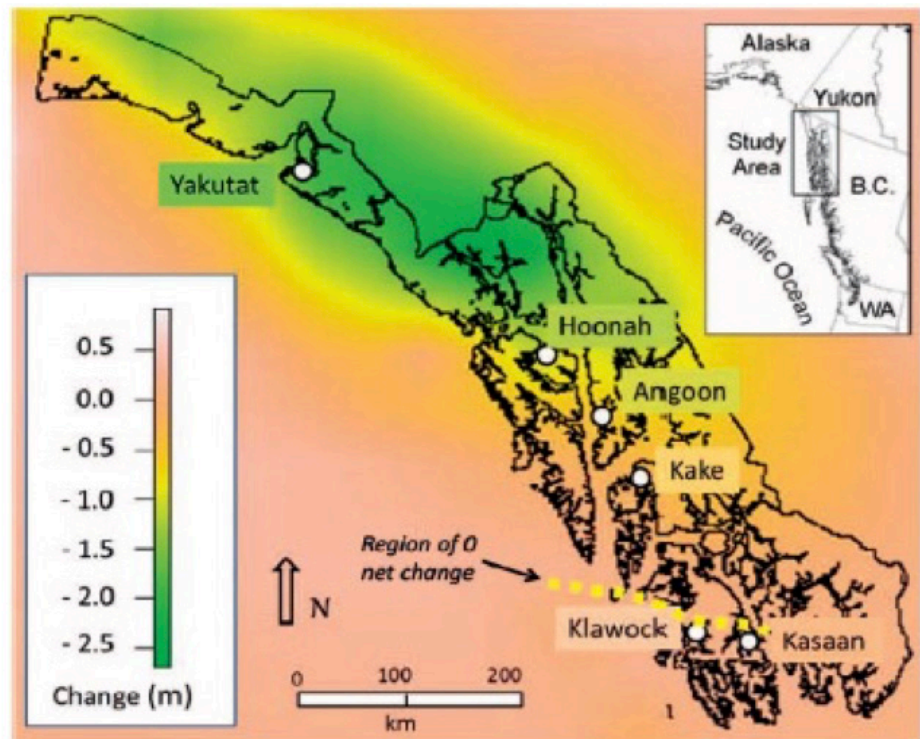 Alaska
Yukon
Study
Area
B.C.
Pacific Ocean
WA
Yakutat
Hoonah
Angoon
Kake
Region of 0
net change
Klawock
Kasaan
0.5
0.0
- 0.5
- 1.0
- 1.5
- 2.0
- 2.5
Change (m)
N
0 100 200
km
1